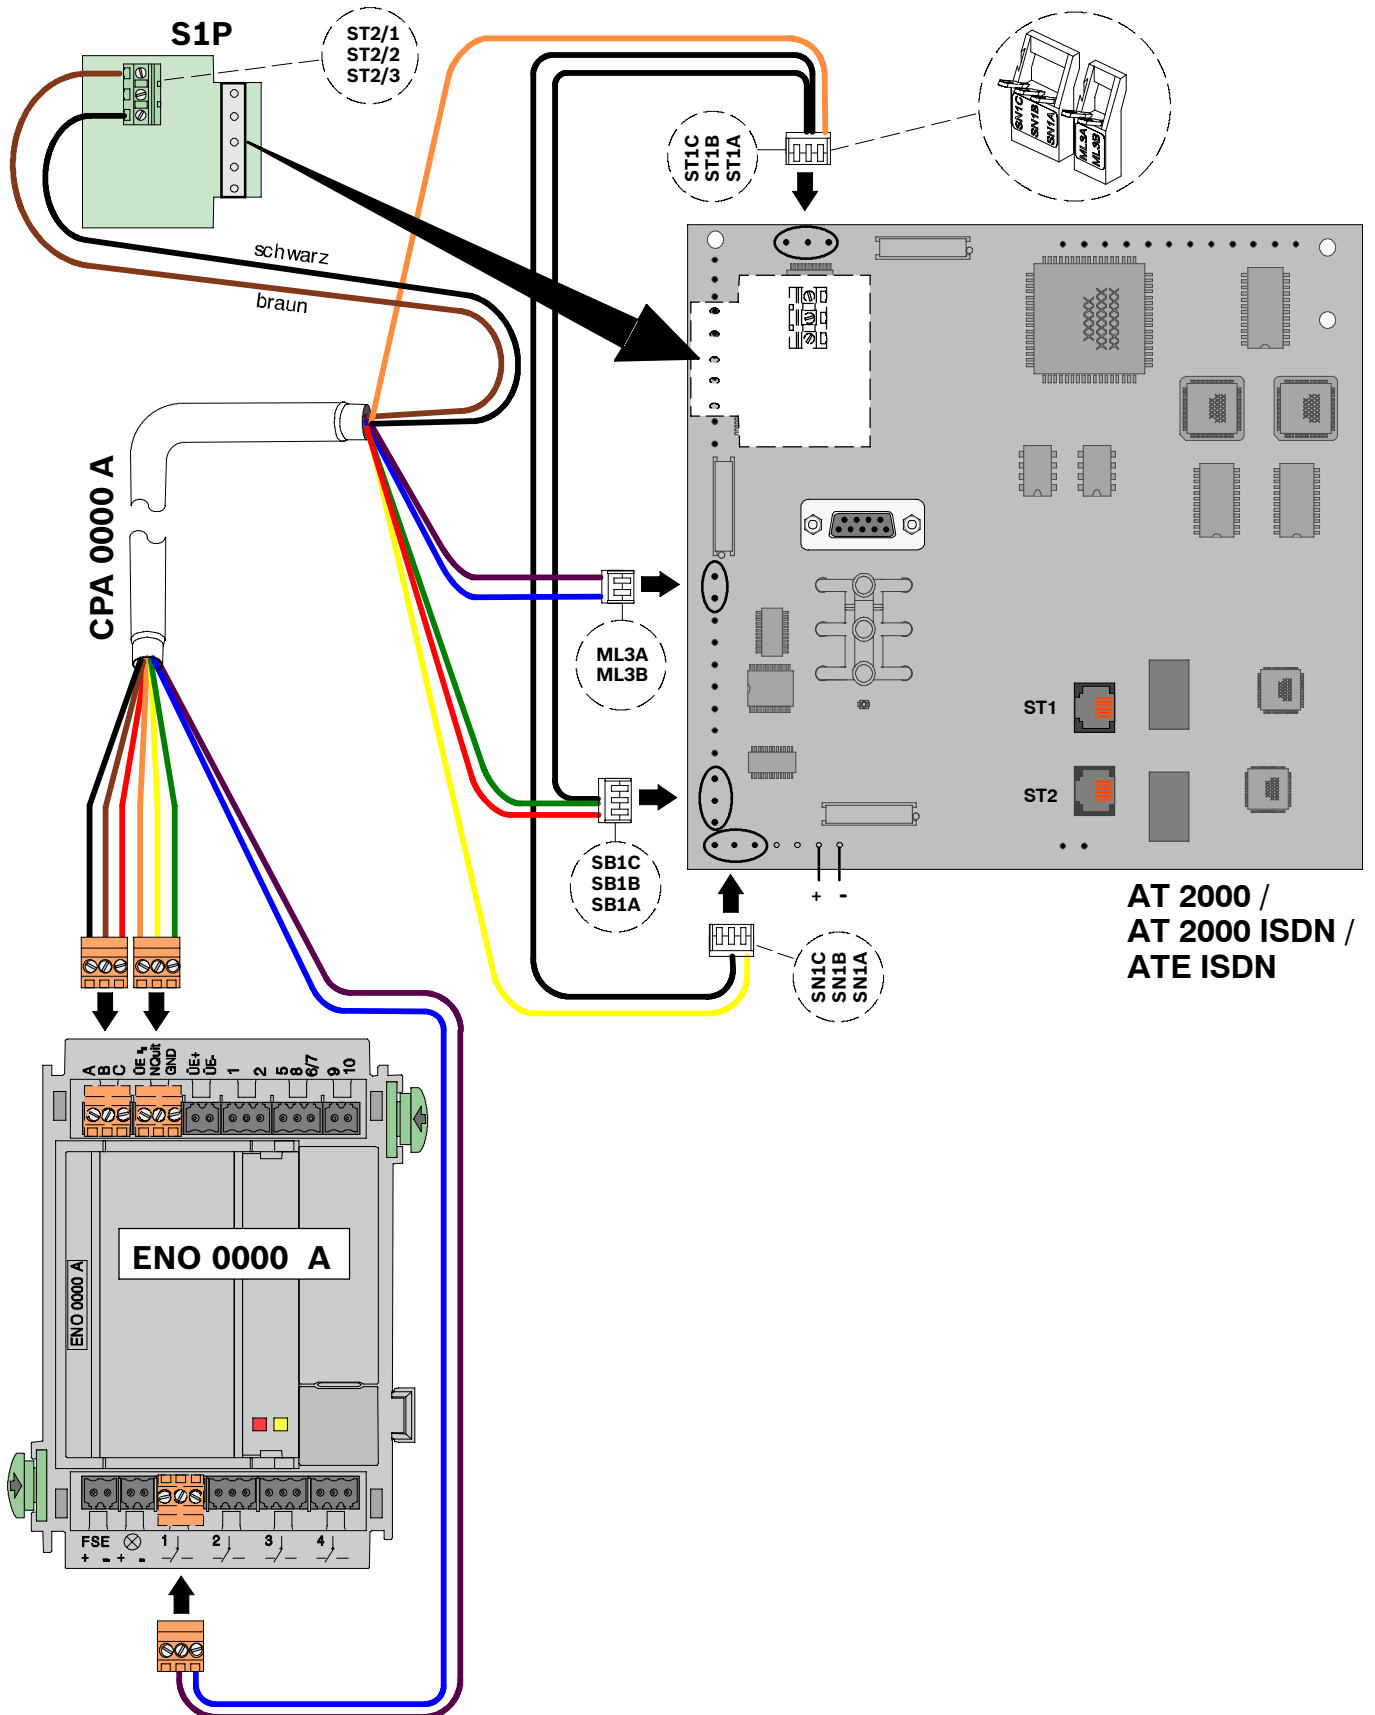 S1P
ST2/1
ST2/2
ST2/3
ST1C
ST1B
ST1A
SN1C
SN1B
SN1A
ML3A
ML3B
schwarz
braun
CPA 0000 A
ML3A
ML3B
ST1
ST2
SB1C
SB1B
SB1A
+ -
SN1C
SN1B
SN1A
AT 2000 /
AT 2000 ISDN /
ATE ISDN
A
B
C
ÜE
NQuit
GND
ÜE+
ÜE-
1
2
5
8
6/7
9
10
ENO 0000 A
ENO 0000 A
FSE 1 2 3 4
+ - + -